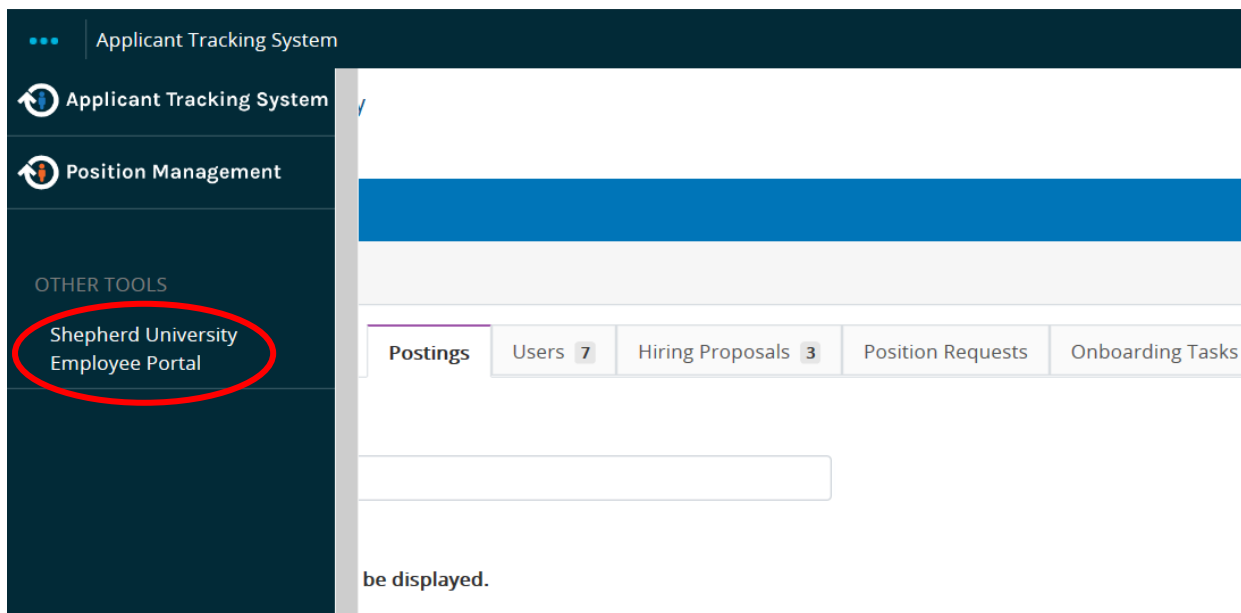 Applicant Tracking System
Applicant Tracking System
y
Position Management
OTHER TOOLS
Shepherd University
Employee Portal
Postings Users 7 Hiring Proposals 3 Position Requests Onboarding Tasks
be displayed.